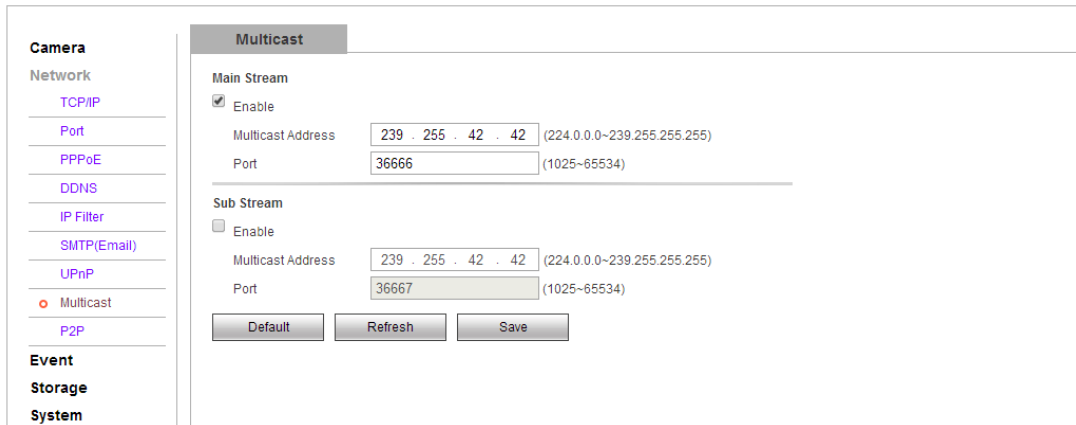 Camera
Network
TCP/IP
Port
PPPoE
DDNS
IP Filter
SMTP(Email)
UPnP
Multicast
P2P
Event
Storage
System
Multicast
Main Stream
Enable
Multicast Address 239 . 255 . 42 . 42 (224.0.0.0~239.255.255.255)
Port 36666 (1025~65534)
Sub Stream
Enable
Multicast Address 239 . 255 . 42 . 42 (224.0.0.0~239.255.255.255)
Port 36667 (1025~65534)
Default Refresh Save